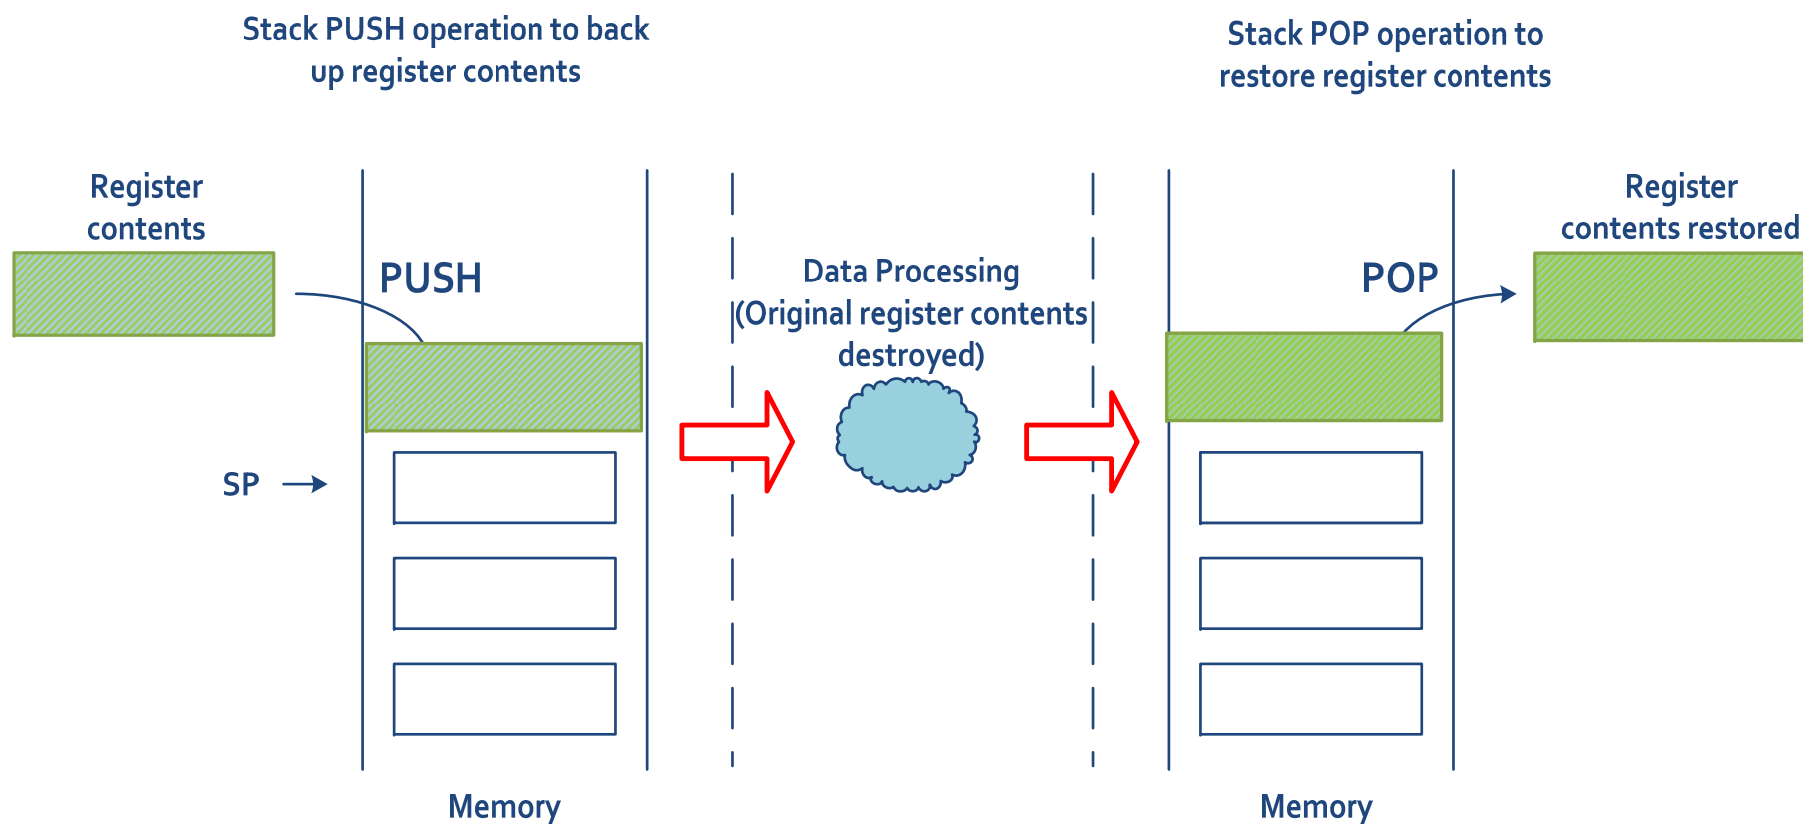 Stack PUSH operation to back
up register contents
Stack POP operation to
restore register contents
Register
contents
PUSH
SP
Memory
Data Processing
(Original register contents
destroyed)
POP
Register
contents restored
Memory